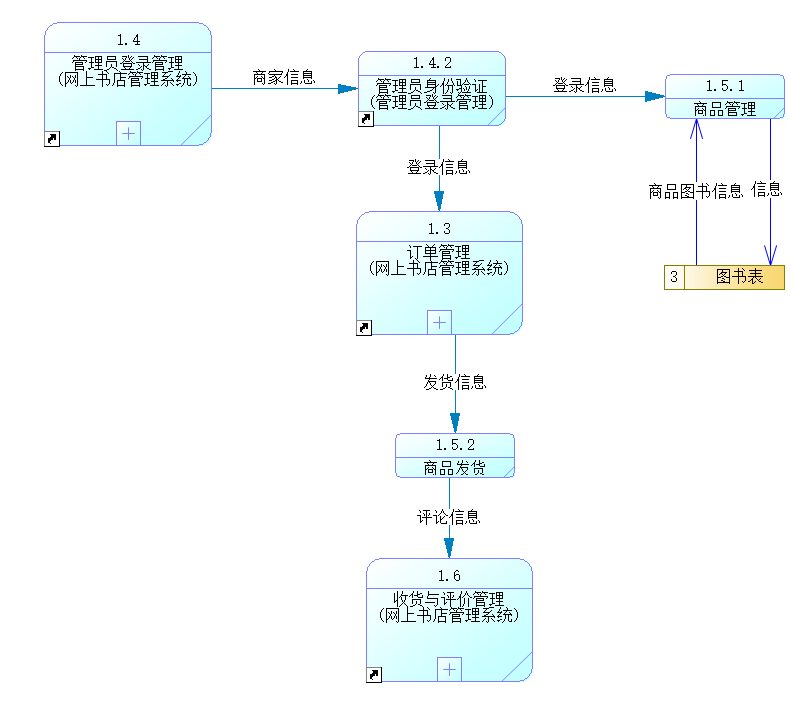 1.4
管理员登录管理
(网上书店管理系统)
商家信息
1.4.2
管理员身份验证
(管理员登录管理)
登录信息
1.5.1
商品管理
登录信息
商品图书信息
信息
1.3
订单管理
(网上书店管理系统)
3
图书表
发货信息
1.5.2
商品发货
评论信息
1.6
收货与评价管理
(网上书店管理系统)